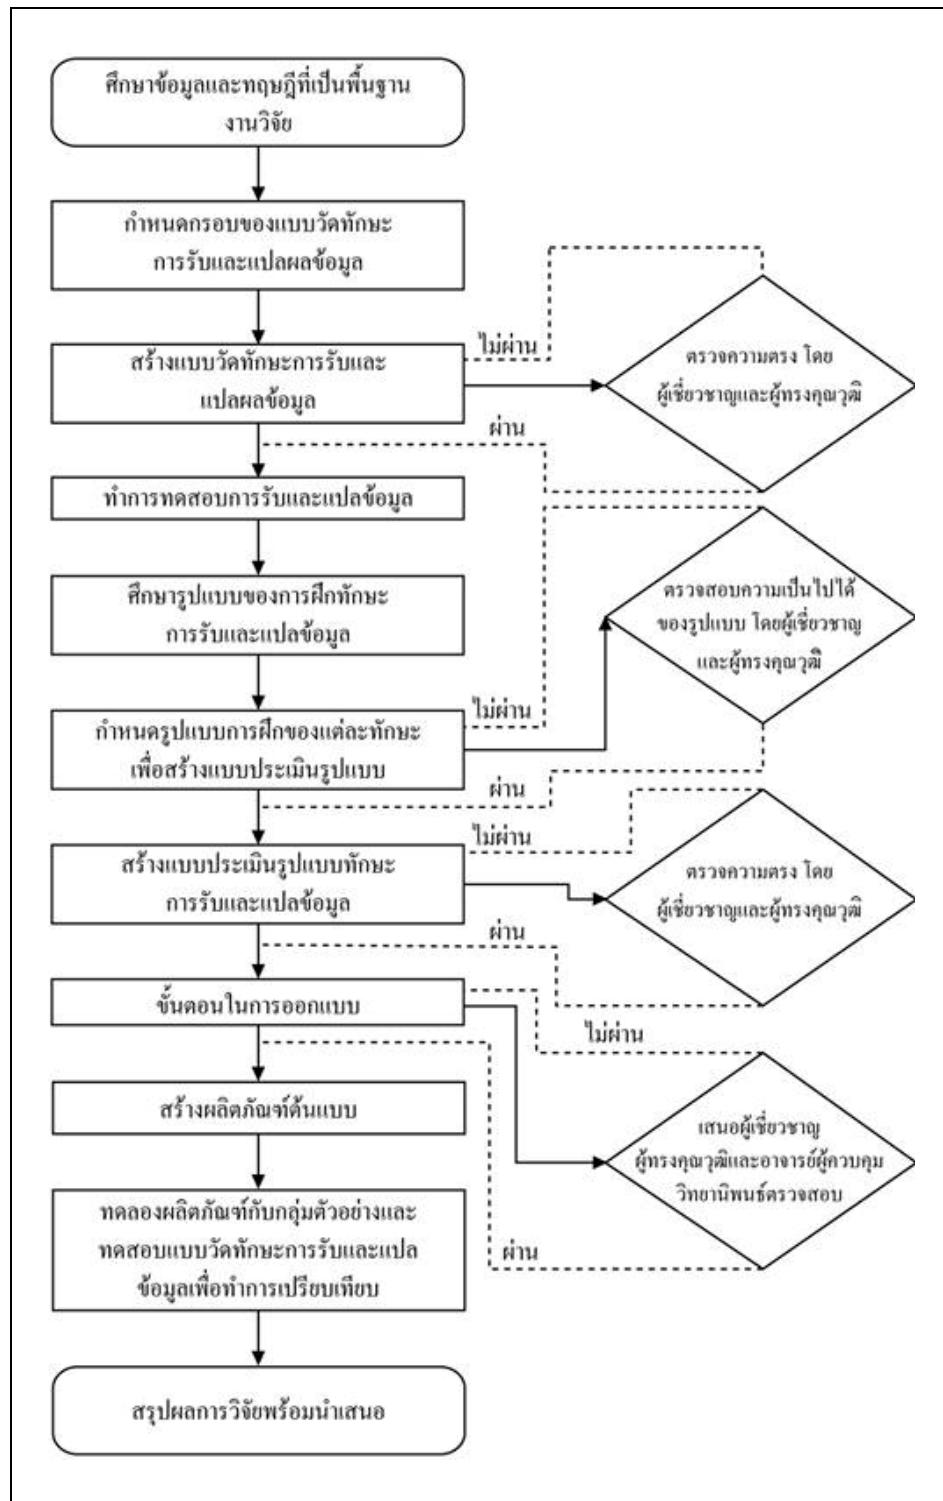 ศึกษาข้อมูลและทฤษฎีที่เป็นพื้นฐาน
งานวิจัย
กำหนดกรอบของแบบวัดทักษะ
การรับและแปลผลข้อมูล
สร้างแบบวัดทักษะการรับและ
แปลผลข้อมูล
ไม่ผ่าน
ตรวจความตรง โดย
ผู้เชี่ยวชาญและผู้ทรงคุณวุฒิ
ผ่าน
ทำการทดสอบการรับและแปลข้อมูล
ศึกษารูปแบบของการฝึกทักษะ
การรับและแปลข้อมูล
ตรวจสอบความเป็นไปได้
ของรูปแบบ โดยผู้เชี่ยวชาญ
และผู้ทรงคุณวุฒิ
ไม่ผ่าน
กำหนดรูปแบบการฝึกของแต่ละทักษะ
เพื่อสร้างแบบประเมินรูปแบบ
ผ่าน
ไม่ผ่าน
สร้างแบบประเมินรูปแบบทักษะ
การรับและแปลข้อมูล
ตรวจความตรง โดย
ผู้เชี่ยวชาญและผู้ทรงคุณวุฒิ
ผ่าน
ขั้นตอนในการออกแบบ
ไม่ผ่าน
สร้างผลิตภัณฑ์ต้นแบบ
เสนอผู้เชี่ยวชาญ
ผู้ทรงคุณวุฒิและอาจารย์ผู้ควบคุม
วิทยานิพนธ์ตรวจสอบ
ผ่าน
ทดลองผลิตภัณฑ์กับกลุ่มตัวอย่างและ
ทดสอบแบบวัดทักษะการรับและแปล
ข้อมูลเพื่อทำการเปรียบเทียบ
สรุปผลการวิจัยพร้อมนำเสนอ